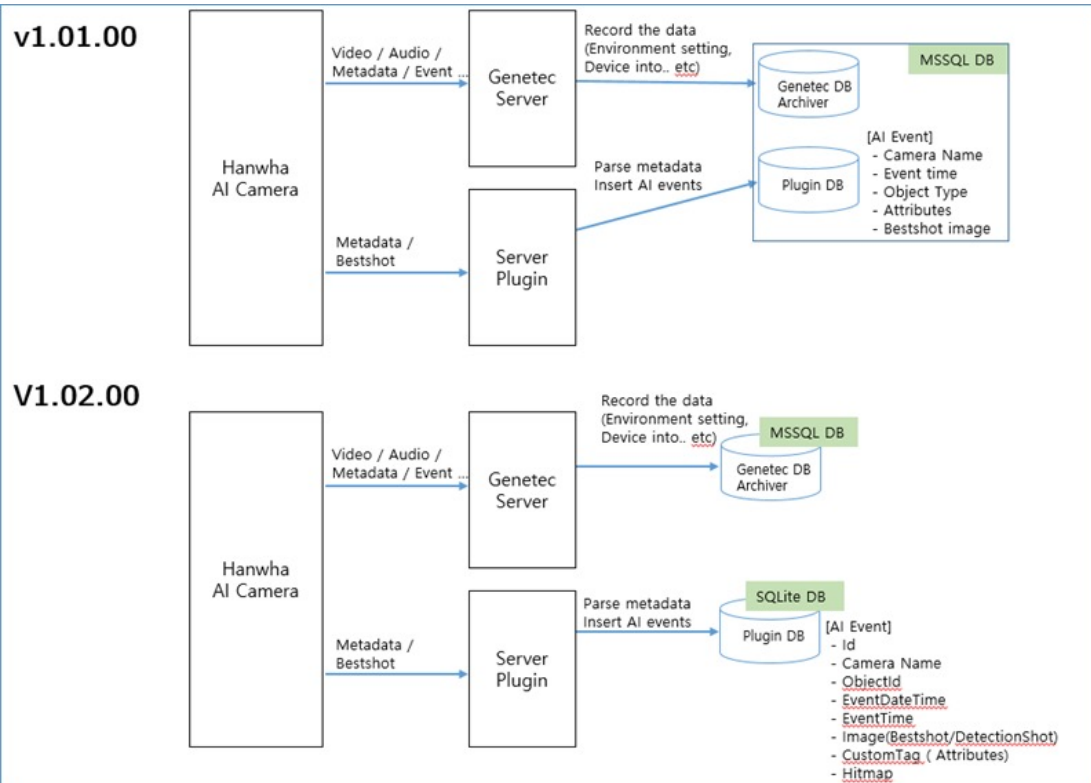 v1.01.00
Hanwha
AI Camera
Video / Audio /
Metadata / Event ...
Genetec
Server
Record the data
(Environment setting,
Device into.. etc)
MSSQL DB
Genetec DB
Archiver
Metadata /
Bestshot
Server
Plugin
Parse metadata
Insert AI events
Plugin DB
[AI Event]
- Camera Name
- Event time
- Object Type
- Attributes
- Bestshot image
V1.02.00
Hanwha
AI Camera
Video / Audio /
Metadata / Event ...
Genetec
Server
Record the data
(Environment setting,
Device into.. etc)
MSSQL DB
Genetec DB
Archiver
Metadata /
Bestshot
Server
Plugin
Parse metadata
Insert AI events
SQLite DB
Plugin DB
[AI Event]
- Id
- Camera Name
- ObjectId
- EventDateTime
- EventTime
- Image(Bestshot/DetectionShot)
- CustomTag ( Attributes)
- Hitmap